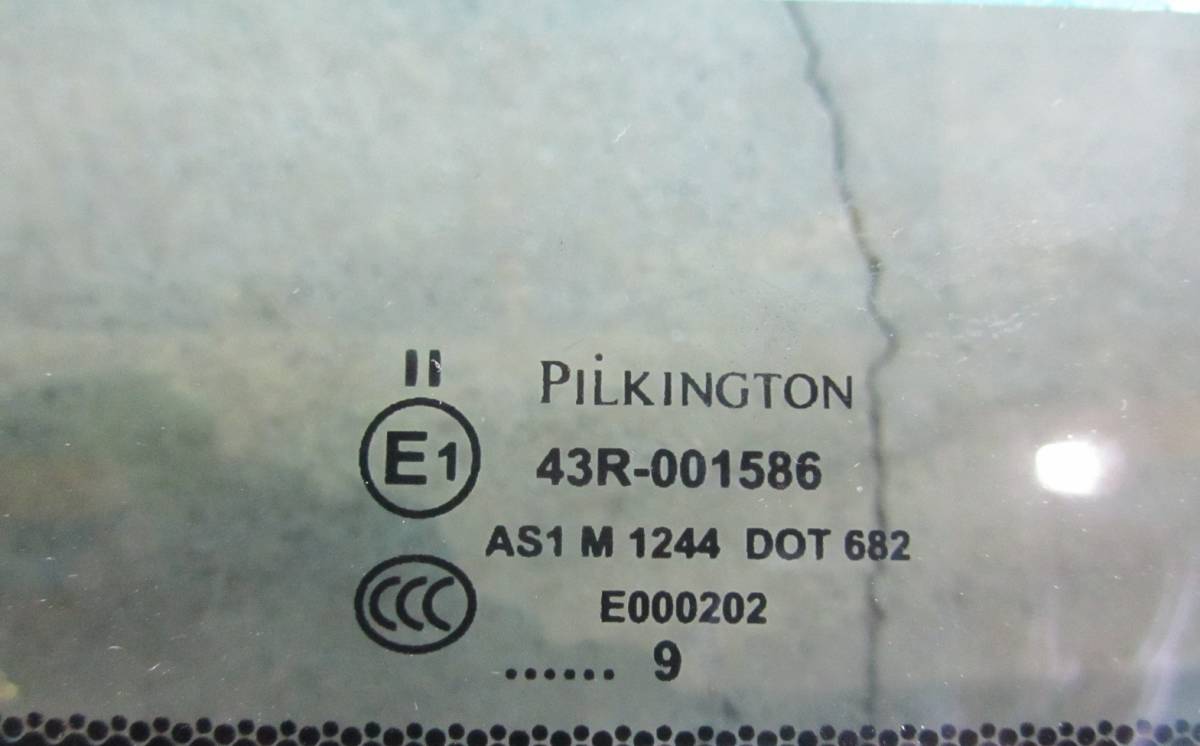 II PILKINGTON
E1 43R-001586
AS1 M 1244 DOT 682
CCC E000202
...... 9